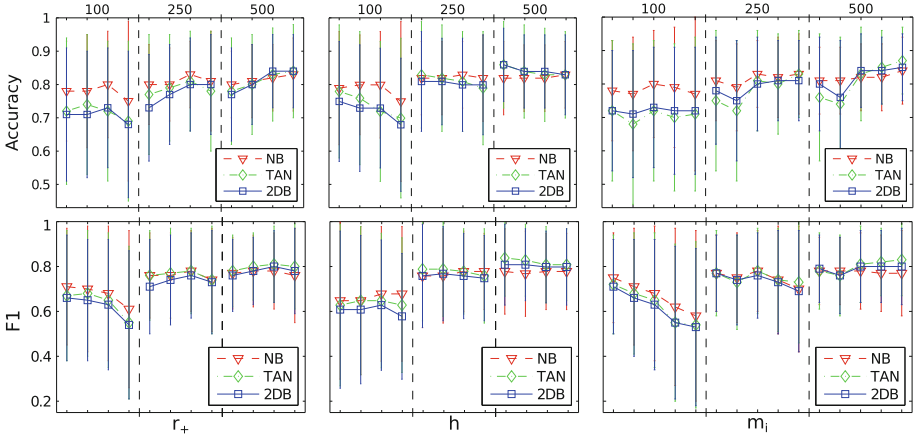 100 250 500
100 250 500
100 250 500
Accuracy
1
0.9
0.8
0.7
0.6
0.5
NB
TAN
2DB
NB
TAN
2DB
NB
TAN
2DB
F1
1
0.8
0.6
0.4
0.2
NB
TAN
2DB
NB
TAN
2DB
NB
TAN
2DB
r+
h
mi